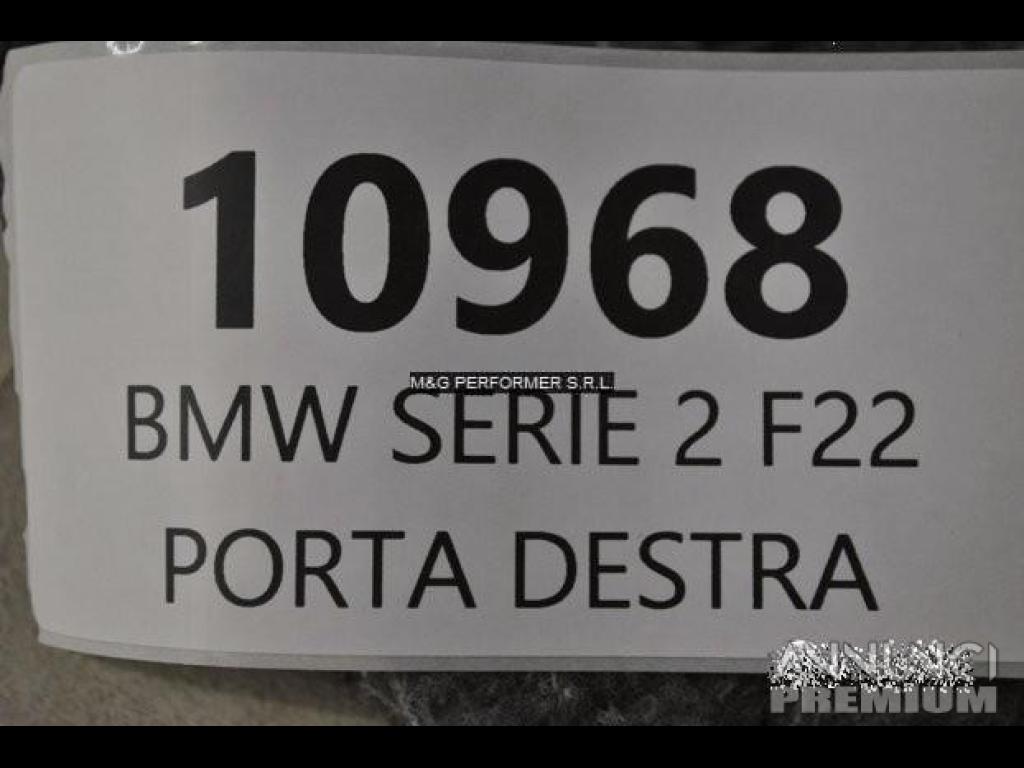 10968
M&G PERFORMER S.R.L.
BMW SERIE 2 F22
PORTA DESTRA
ANNUNCI
PREMIUM